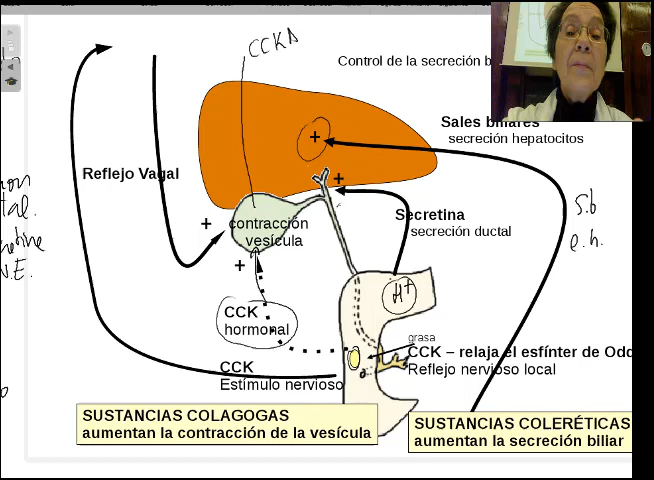 CCKA
Control de la secreción b
Sales biliares
secreción hepatocitos
Reflejo Vagal
+
+
Secretina
secreción ductal
+
contracción
vesícula
+
S.b
e.h.
H+
CCK
hormonal
grasa
CCK – relaja el esfínter de Odd
Reflejo nervioso local
CCK
Estímulo nervioso
SUSTANCIAS COLAGOGAS
aumentan la contracción de la vesícula
SUSTANCIAS COLERÉTICAS
aumentan la secreción biliar